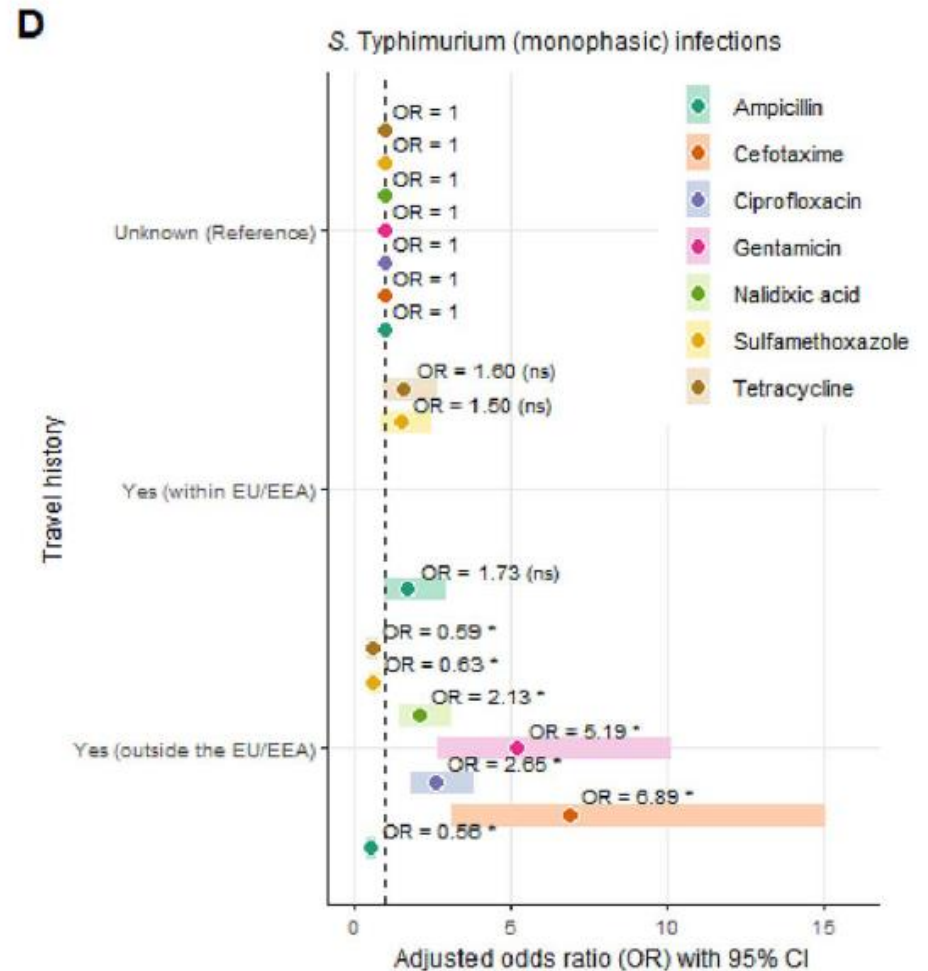 D
S. Typhimurium (monophasic) infections
OR = 1
OR = 1
OR = 1
OR = 1
OR = 1
OR = 1
OR = 1
Unknown (Reference)
Ampicillin
Cefotaxime
Ciprofloxacin
Gentamicin
Nalidixic acid
Sulfamethoxazole
Tetracycline
OR = 1.60 (ns)
OR = 1.50 (ns)
Yes (within EU/EEA)
OR = 1.73 (ns)
OR = 0.59 *
OR = 0.63 *
OR = 2.13 *
OR = 5.19 *
Yes (outside the EU/EEA)
OR = 2.65 *
OR = 6.89 *
OR = 0.56 *
Travel history
0 5 10 15
Adjusted odds ratio (OR) with 95% CI